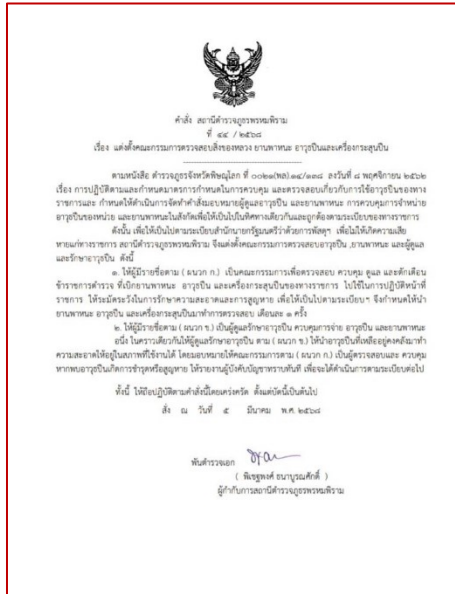 คำสั่ง สถานีตำรวจภูธรพรหมพิราม
ที่ ๔๔ / ๒๕๖๘
เรื่อง แต่งตั้งคณะกรรมการตรวจสอบสิ่งของหลวง ยานพาหนะ อาวุธปืนและเครื่องกระสุนปืน
ตามหนังสือ ตำรวจภูธรจังหวัดพิษณุโลก ที่ ๐๐๒๑(พล).๑๔/๑๓๘ ลงวันที่ ๘ พฤศจิกายน ๒๕๖๒
เรื่อง การปฏิบัติตามและกำหนดมาตรการกำหนดในการควบคุม และตรวจสอบเกี่ยวกับการใช้อาวุธปืนของทาง
ราชการและ กำหนดให้ดำเนินการจัดทำคำสั่งมอบหมายผู้ดูแลอาวุธปืน และยานพาหนะ การควบคุมการจำหน่าย
อาวุธปืนของหน่วย และยานพาหนะในสังกัดเพื่อให้เป็นไปในทิศทางเดียวกันและถูกต้องตามระเบียบของทางราชการ
ดังนั้น เพื่อให้เป็นไปตามระเบียบสำนักนายกรัฐมนตรีว่าด้วยการพัสดุฯ เพื่อไม่ให้เกิดความเสีย
หายแก่ทางราชการ สถานีตำรวจภูธรพรหมพิราม จึงแต่งตั้งคณะกรรมการตรวจสอบอาวุธปืน ,ยานพาหนะ และผู้ดูแล
และรักษาอาวุธปืน ดังนี้
๑. ให้ผู้มีรายชื่อตาม ( ผนวก ก.) เป็นคณะกรรมการเพื่อตรวจสอบ ควบคุม ดูแล และตักเตือน
ข้าราชการตำรวจ ที่เบิกยานพาหนะ อาวุธปืน และเครื่องกระสุนปืนของทางราชการ ไปใช้ในการปฏิบัติหน้าที่
ราชการ ให้ระมัดระวังในการรักษาความสะอาดและการสูญหาย เพื่อให้เป็นไปตามระเบียบฯ จึงกำหนดให้นำ
ยานพาหนะ อาวุธปืน และเครื่องกระสุนปืนมาทำการตรวจสอบ เดือนละ ๑ ครั้ง
๒. ให้ผู้มีรายชื่อตาม ( ผนวก ข.) เป็นผู้ดูแลรักษาอาวุธปืน ควบคุมการจ่าย อาวุธปืน และยานพาหนะ
อนึ่ง ในคราวเดียวกันให้ผู้ดูแลรักษาอาวุธปืน ตาม ( ผนวก ข.) ให้นำอาวุธปืนที่เหลืออยู่คงคลังมาทำ
ความสะอาดให้อยู่ในสภาพที่ใช้งานได้ โดยมอบหมายให้คณะกรรมการตาม ( ผนวก ก.) เป็นผู้ตรวจสอบและ ควบคุม
หากพบอาวุธปืนเกิดการชำรุดหรือสูญหาย ให้รายงานผู้บังคับบัญชาทราบทันที เพื่อจะได้ดำเนินการตามระเบียบต่อไป
ทั้งนี้ ให้ถือปฏิบัติตามคำสั่งนี้โดยเคร่งครัด ตั้งแต่บัดนี้เป็นต้นไป
สั่ง ณ วันที่ ๕ มีนาคม พ.ศ. ๒๕๖๘
พันตำรวจเอก
( พิเชฐพงศ์ ธนาบูรณศักดิ์ )
ผู้กำกับการสถานีตำรวจภูธรพรหมพิราม